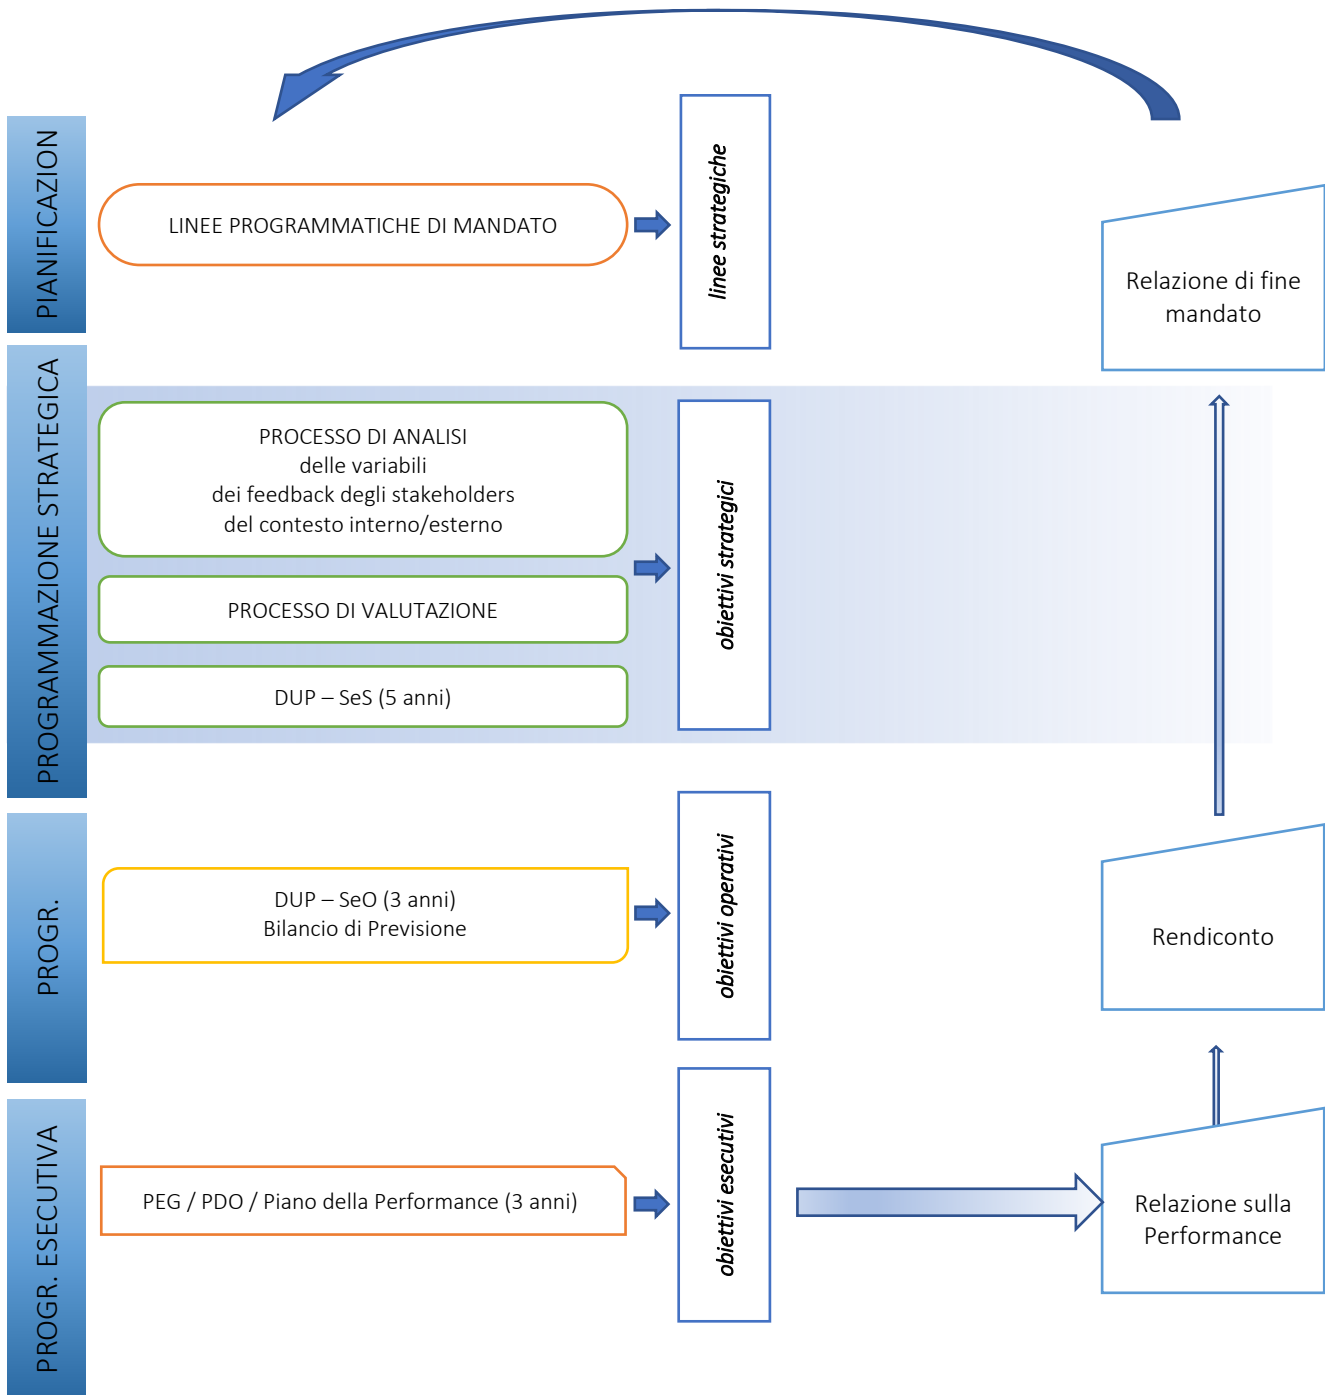 PIANIFICAZION
LINEE PROGRAMMATICHE DI MANDATO
linee strategiche
Relazione di fine
mandato
PROGRAMMAZIONE STRATEGICA
PROCESSO DI ANALISI
delle variabili
dei feedback degli stakeholders
del contesto interno/esterno
PROCESSO DI VALUTAZIONE
DUP – SeS (5 anni)
obiettivi strategici
PROGR.
DUP – SeO (3 anni)
Bilancio di Previsione
obiettivi operativi
Rendiconto
PROGR. ESECUTIVA
PEG / PDO / Piano della Performance (3 anni)
obiettivi esecutivi
Relazione sulla
Performance